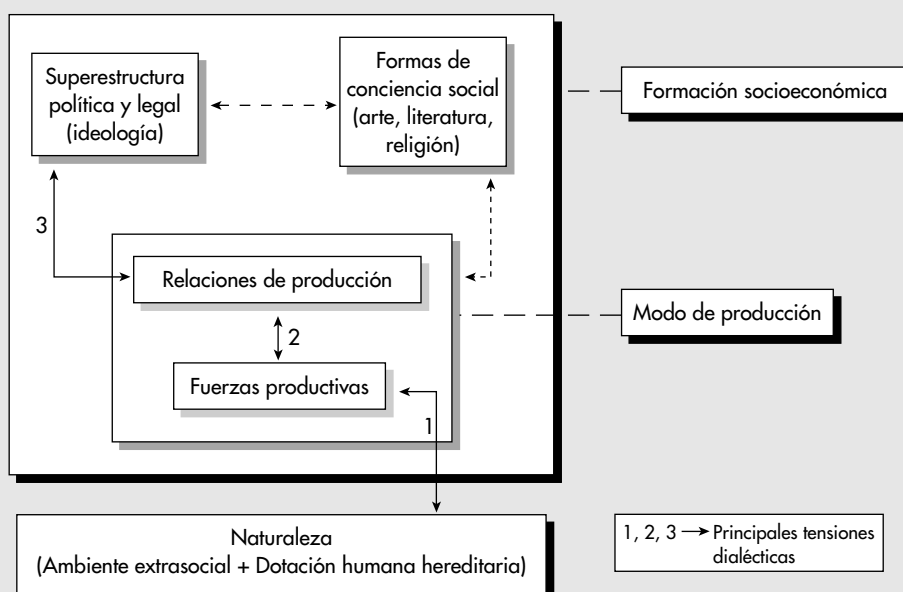 Superestructura
política y legal
(ideología)
Formas de
conciencia social
(arte, literatura,
religión)
Formación socioeconómica
3
Relaciones de producción
2
Fuerzas productivas
1
Modo de producción
Naturaleza
(Ambiente extrasocial + Dotación humana hereditaria)
1, 2, 3 → Principales tensiones
dialécticas